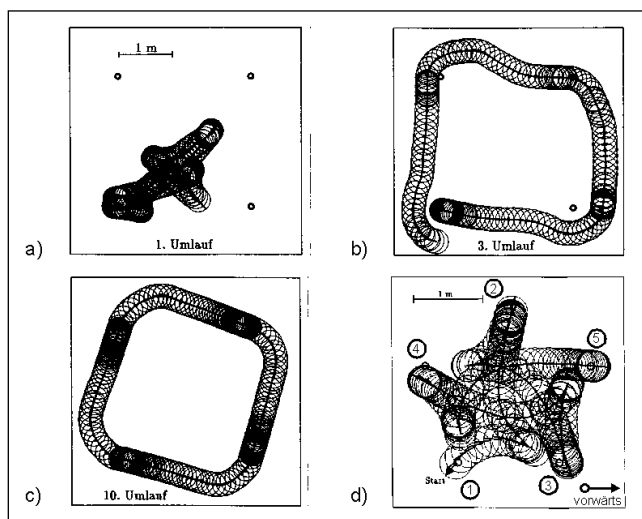 1 m
a)
1. Umlauf
b)
3. Umlauf
c)
10. Umlauf
1 m
2
4
5
Start
1
3
d)
vorwärts